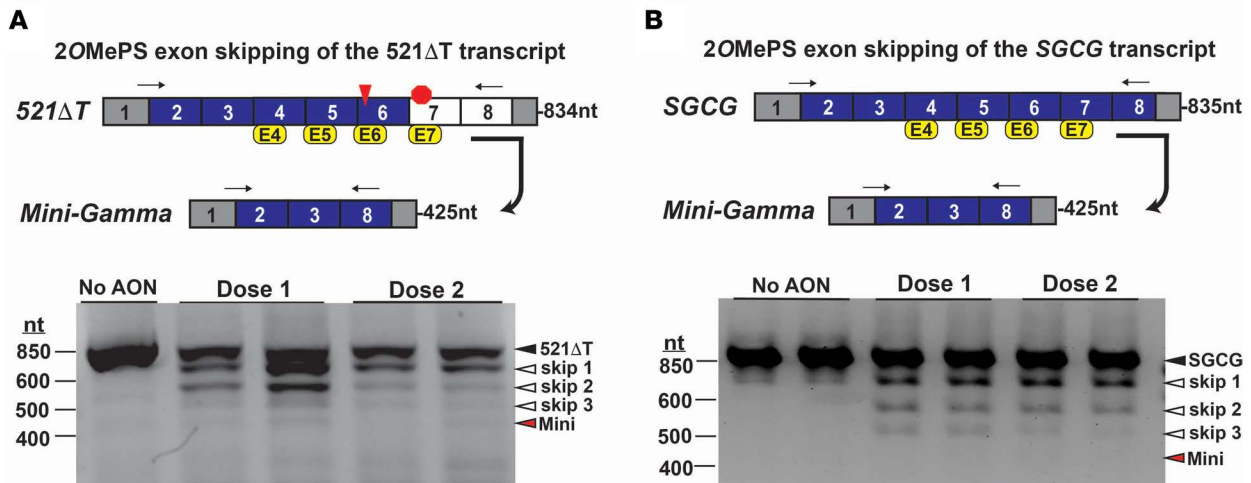 A
2OMePS exon skipping of the 521ΔT transcript
521ΔT 1 2 3 4 5 6 7 8 -834nt
E4 E5 E6 E7
Mini-Gamma 1 2 3 8 -425nt
No AON Dose 1 Dose 2
nt
850
600
500
400
521ΔT
skip 1
skip 2
skip 3
Mini
B
2OMePS exon skipping of the SGCG transcript
SGCG 1 2 3 4 5 6 7 8 -835nt
E4 E5 E6 E7
Mini-Gamma 1 2 3 8 -425nt
No AON Dose 1 Dose 2
nt
850
600
500
400
SGCG
skip 1
skip 2
skip 3
Mini